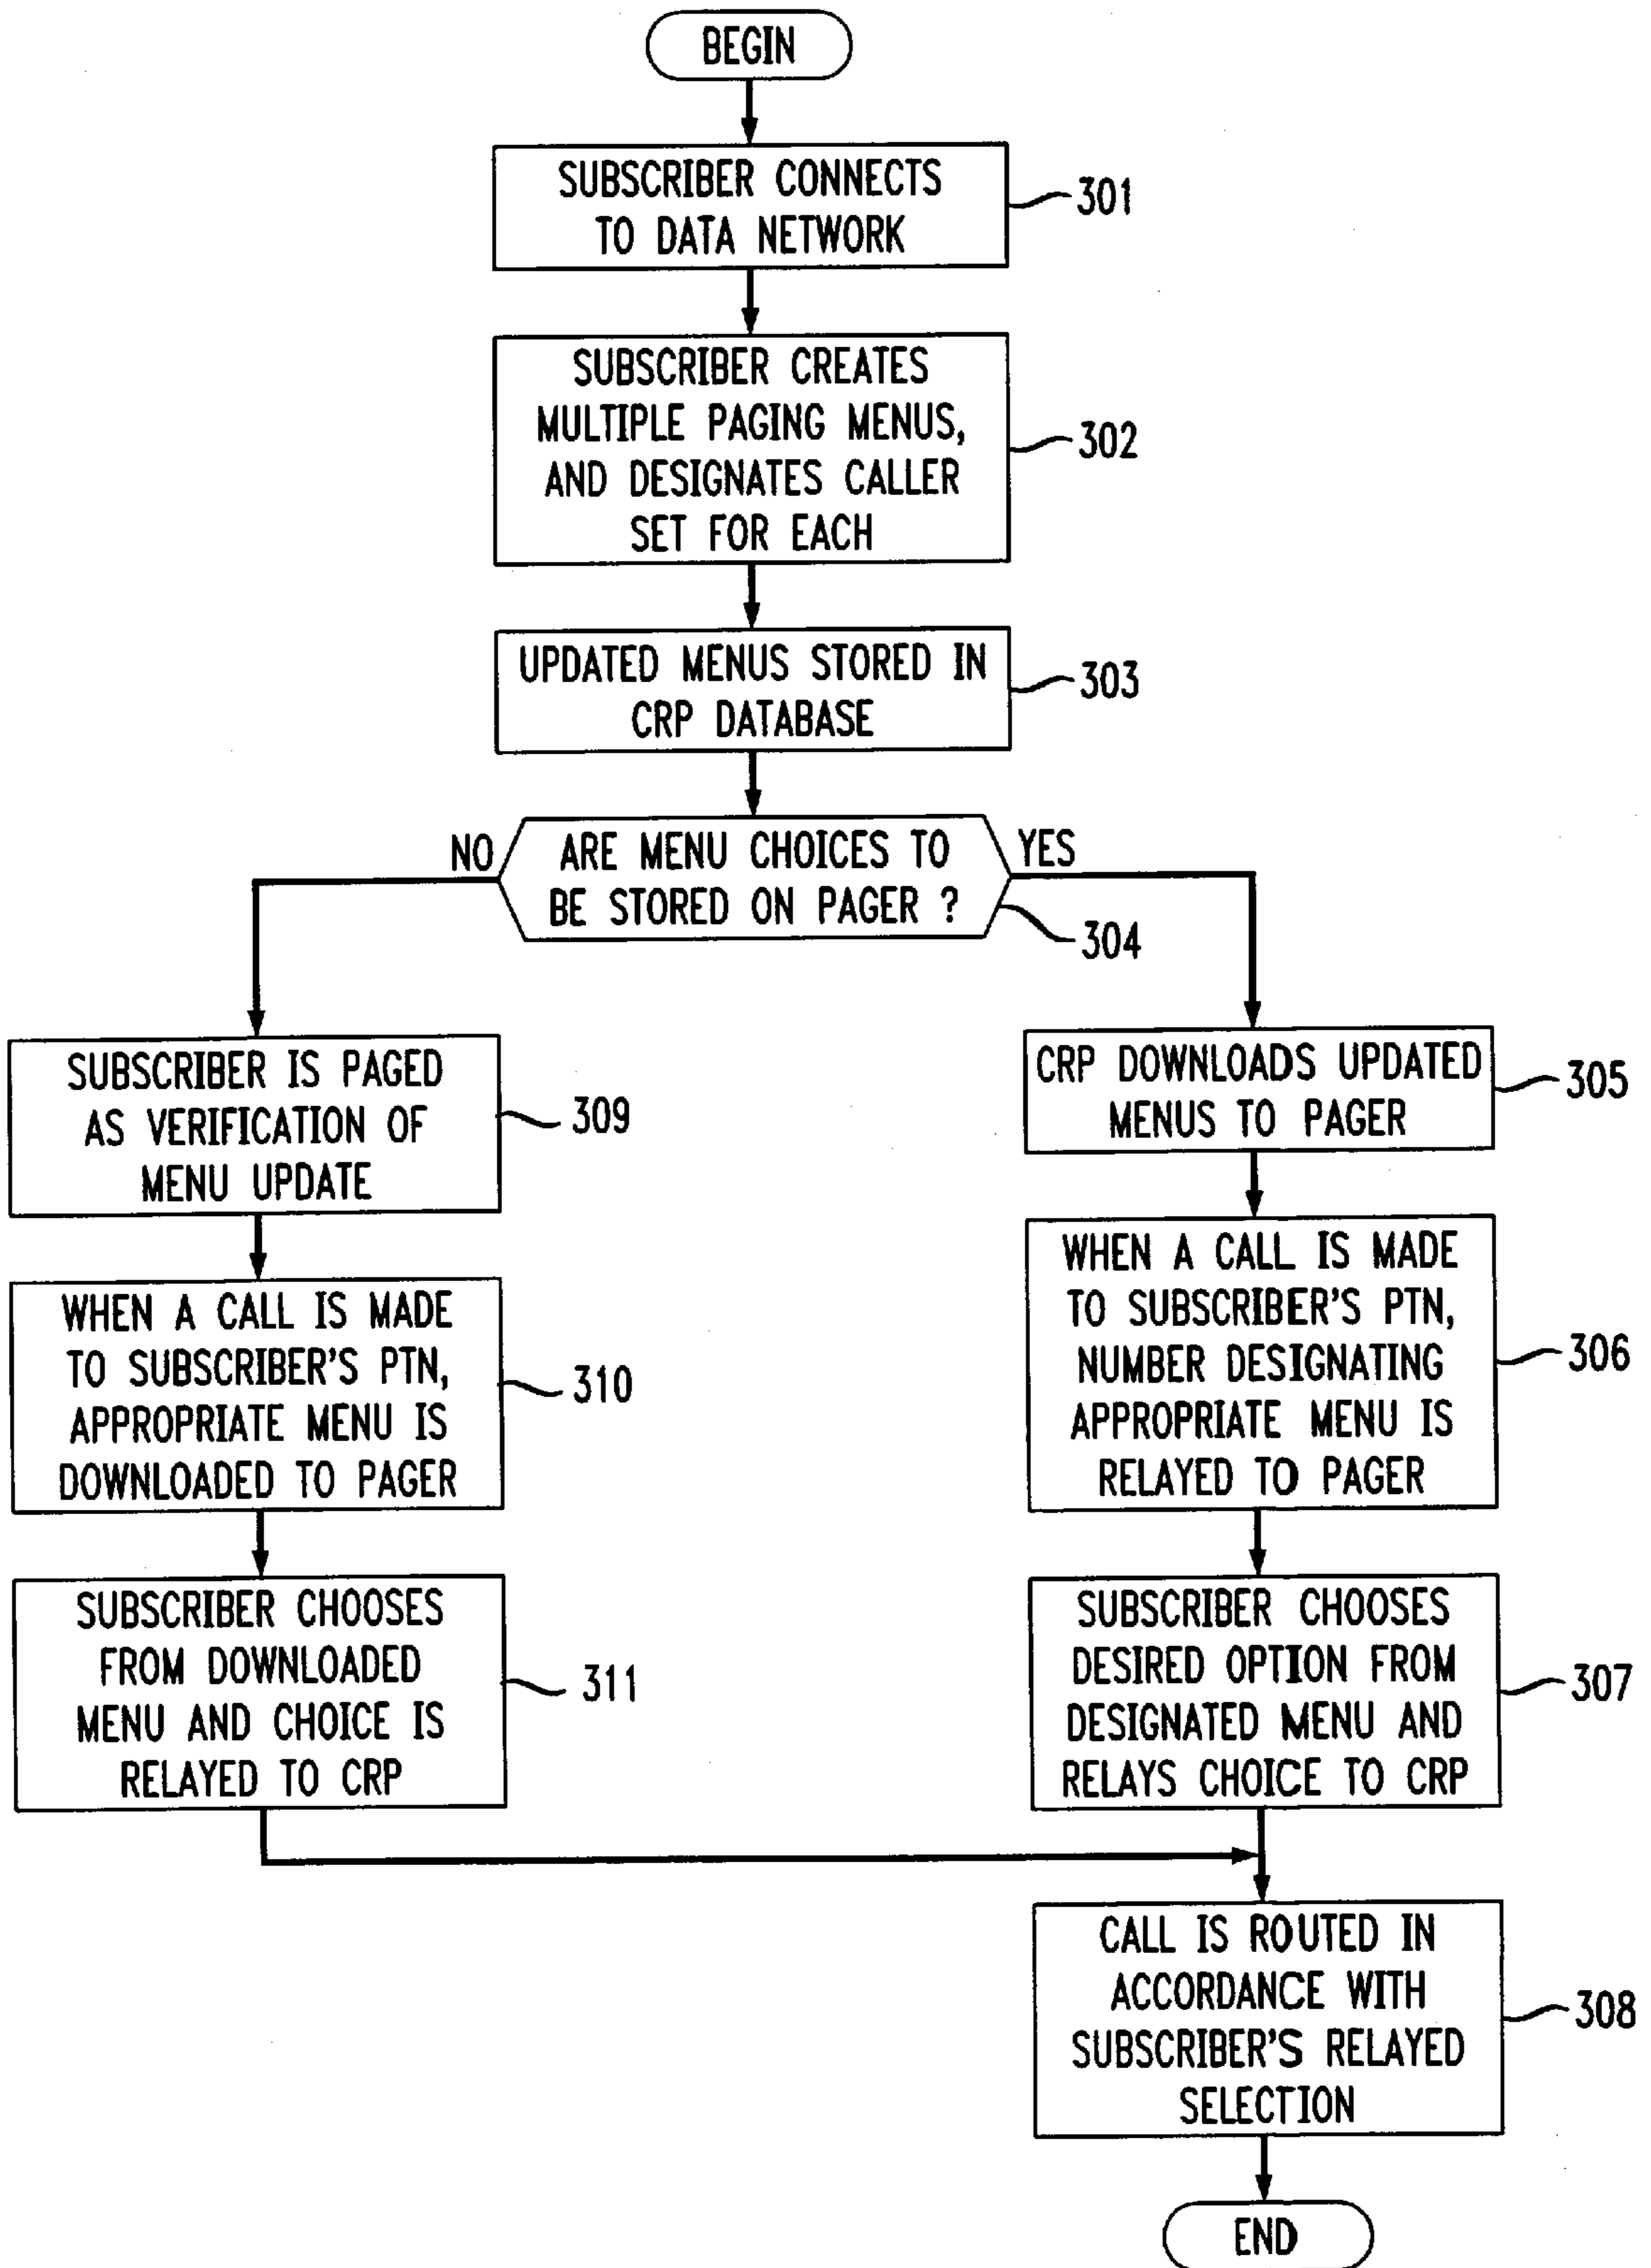 BEGIN
SUBSCRIBER CONNECTS
TO DATA NETWORK
301
SUBSCRIBER CREATES
MULTIPLE PAGING MENUS,
AND DESIGNATES CALLER
SET FOR EACH
302
UPDATED MENUS STORED IN
CRP DATABASE
303
NO
ARE MENU CHOICES TO
BE STORED ON PAGER ?
YES
304
SUBSCRIBER IS PAGED
AS VERIFICATION OF
MENU UPDATE
309
WHEN A CALL IS MADE
TO SUBSCRIBER'S PTN,
APPROPRIATE MENU IS
DOWNLOADED TO PAGER
310
SUBSCRIBER CHOOSES
FROM DOWNLOADED
MENU AND CHOICE IS
RELAYED TO CRP
311
CRP DOWNLOADS UPDATED
MENUS TO PAGER
305
WHEN A CALL IS MADE
TO SUBSCRIBER'S PTN,
NUMBER DESIGNATING
APPROPRIATE MENU IS
RELAYED TO PAGER
306
SUBSCRIBER CHOOSES
DESIRED OPTION FROM
DESIGNATED MENU AND
RELAYS CHOICE TO CRP
307
CALL IS ROUTED IN
ACCORDANCE WITH
SUBSCRIBER'S RELAYED
SELECTION
308
END